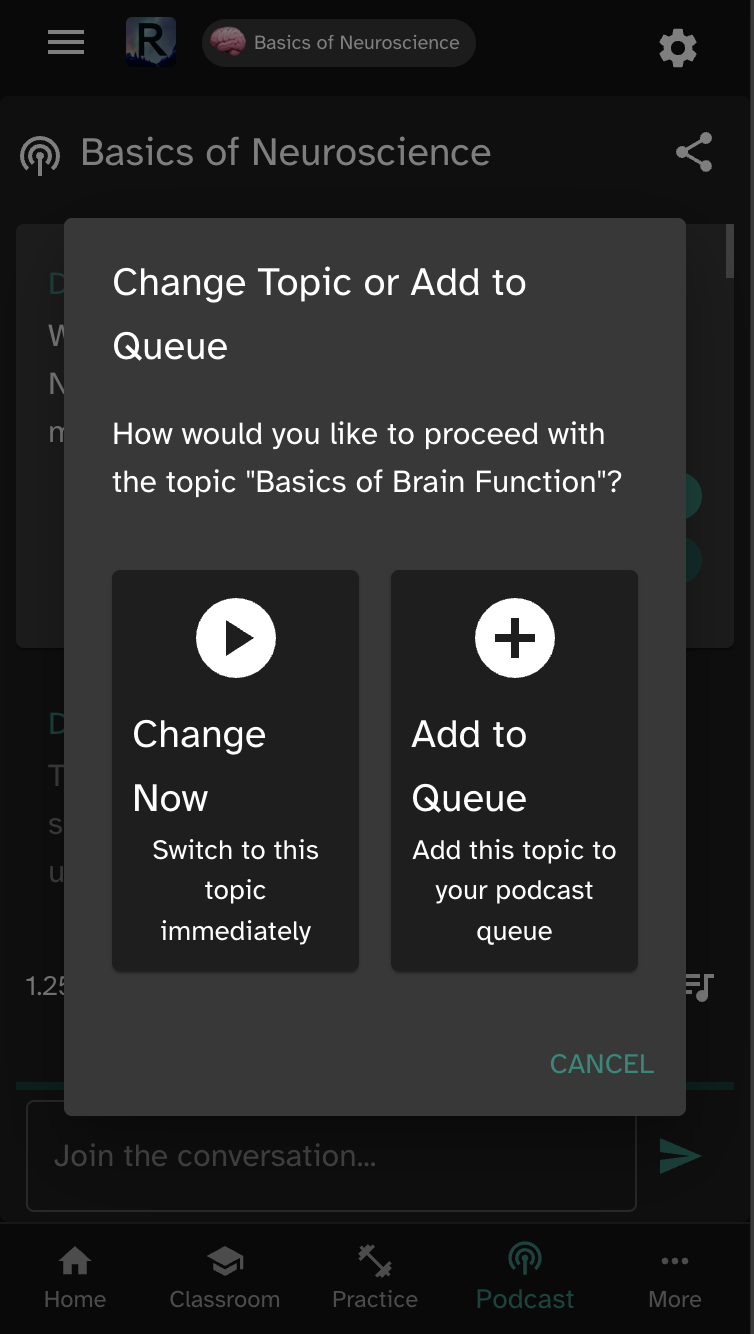 R
Basics of Neuroscience
Basics of Neuroscience
Change Topic or Add to
Queue
How would you like to proceed with
the topic "Basics of Brain Function"?
Change
Now
Switch to this
topic
immediately
Add to
Queue
Add this topic to
your podcast
queue
CANCEL
Join the conversation...
Home
Classroom
Practice
Podcast
More